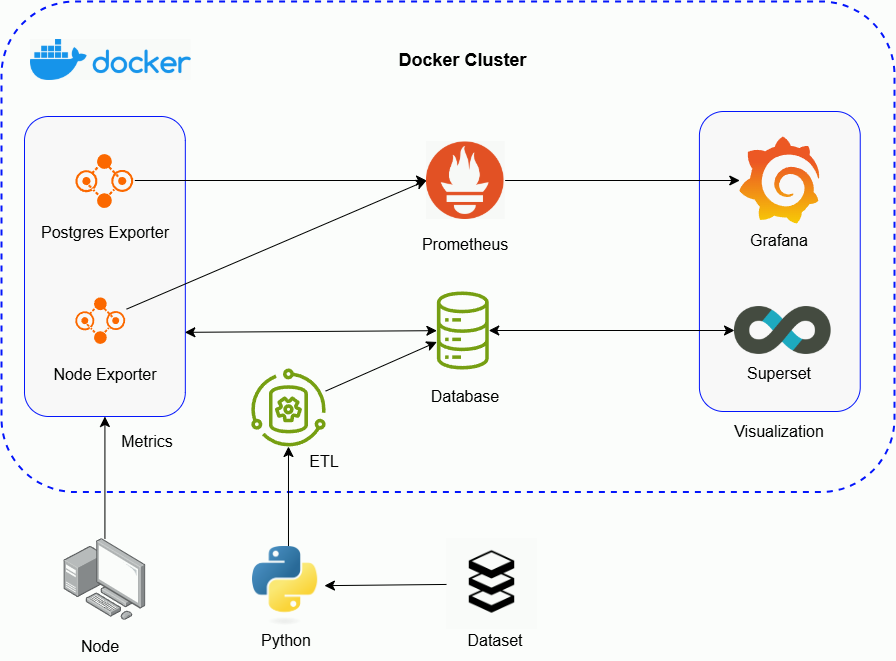 docker
Docker Cluster
Postgres Exporter
Prometheus
Grafana
Node Exporter
Database
Superset
Metrics
ETL
Visualization
Node
Python
Dataset